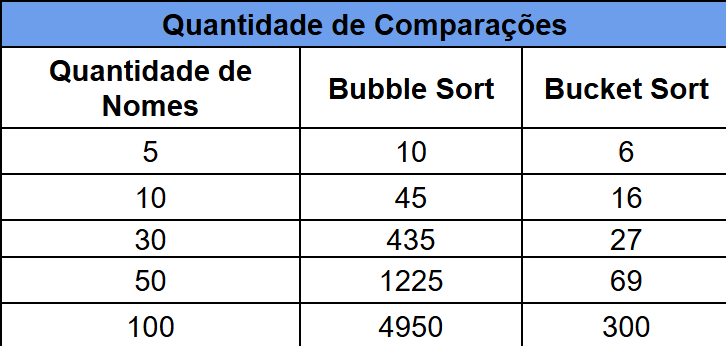 Quantidade de Comparações
Quantidade de Nomes Bubble Sort Bucket Sort
5 10 6
10 45 16
30 435 27
50 1225 69
100 4950 300